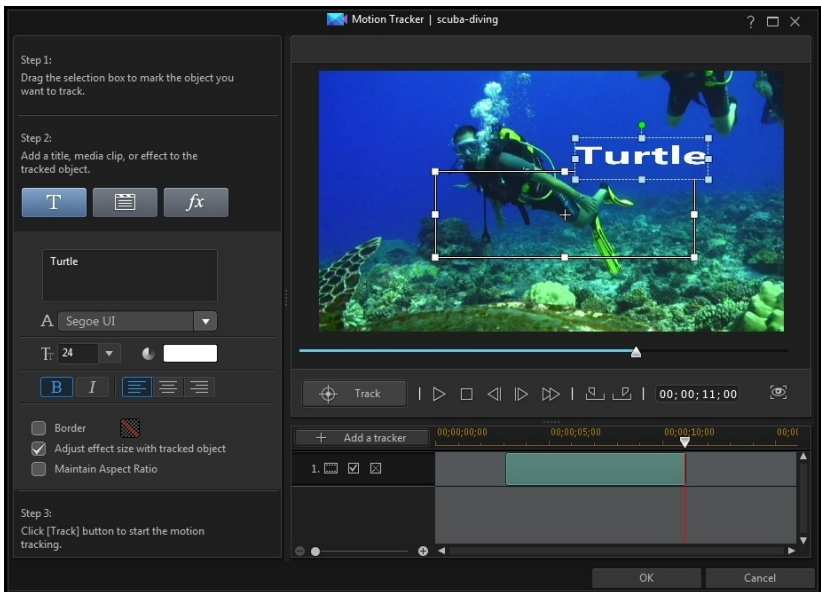 Motion Tracker | scuba-diving
?
Step 1:
Drag the selection box to mark the object you
want to track.
Step 2:
Add a title, media clip, or effect to the
tracked object.
T
fx
Turtle
A Segoe UI
TT 24
B I
Border
Adjust effect size with tracked object
Maintain Aspect Ratio
Step 3:
Click [Track] button to start the motion
tracking.
Turtle
Track
00;00;11;00
+ Add a tracker
00;00;00;00 00;00;05;00 00;00;10;00
1.
OK Cancel